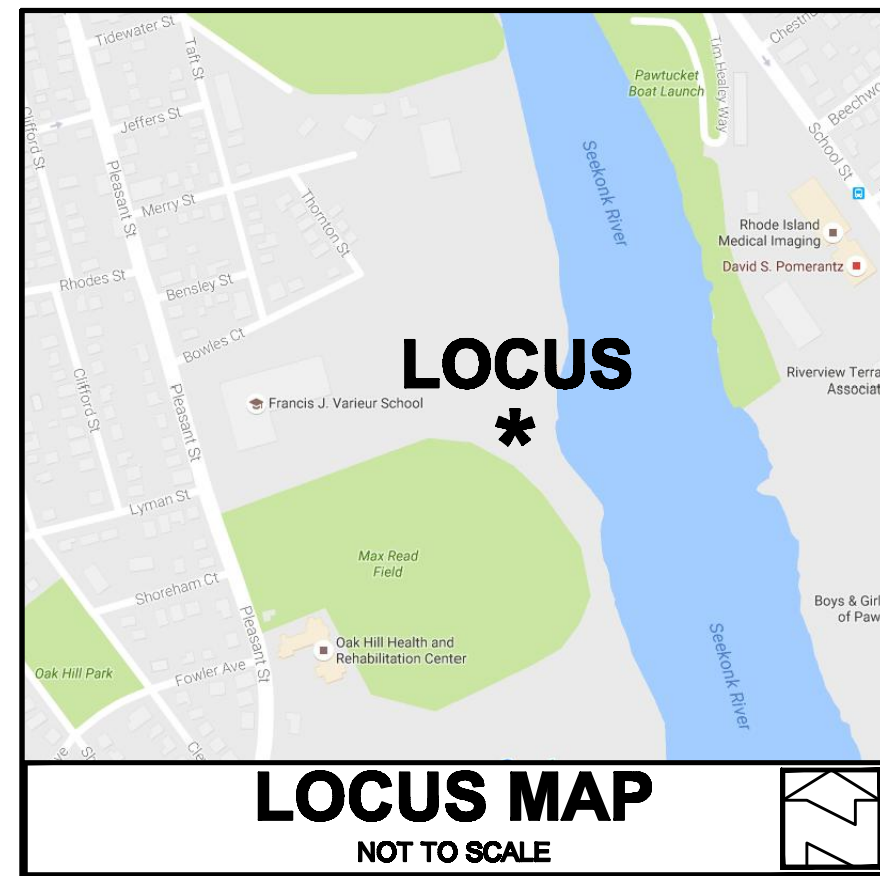 Tidewater St
Taft St
Tim Healey Way
Pawtucket
Boat Launch
Clifford St
Jeffers St
Pleasant St
School St
Seekonk River
Merry St
Thornton St
Rhode Island
Medical Imaging
David S. Pomerantz
Rhodes St
Bensley St
Bowles Ct
LOCUS
*
Riverview Terra
Associat
Clifford St
Pleasant St
Francis J. Varieur School
Lyman St
Max Read
Field
Shoreham Ct
Boys & Girl
of Paw
Pleasant St
Oak Hill Health and
Rehabilitation Center
Seekonk River
Oak Hill Park
Fowler Ave
LOCUS MAP
NOT TO SCALE
N